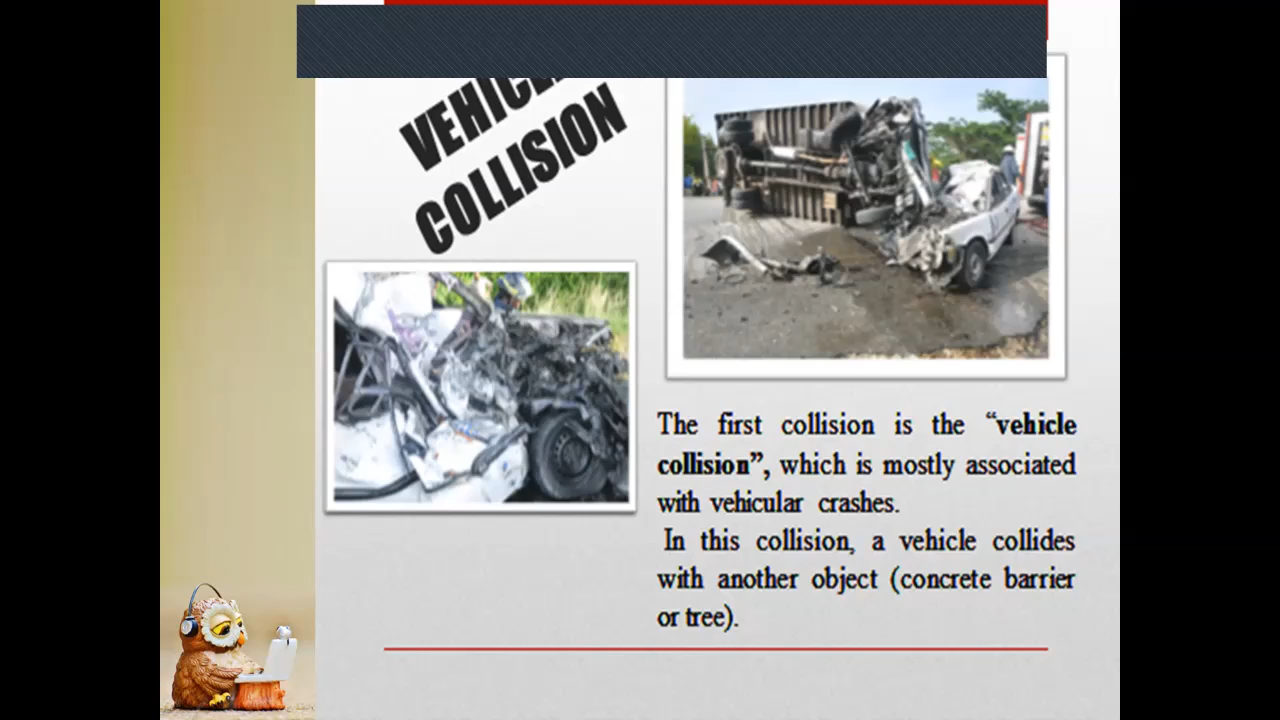 COLLISION
The first collision is the “vehicle
collision”, which is mostly associated
with vehicular crashes.
In this collision, a vehicle collides
with another object (concrete barrier
or tree).